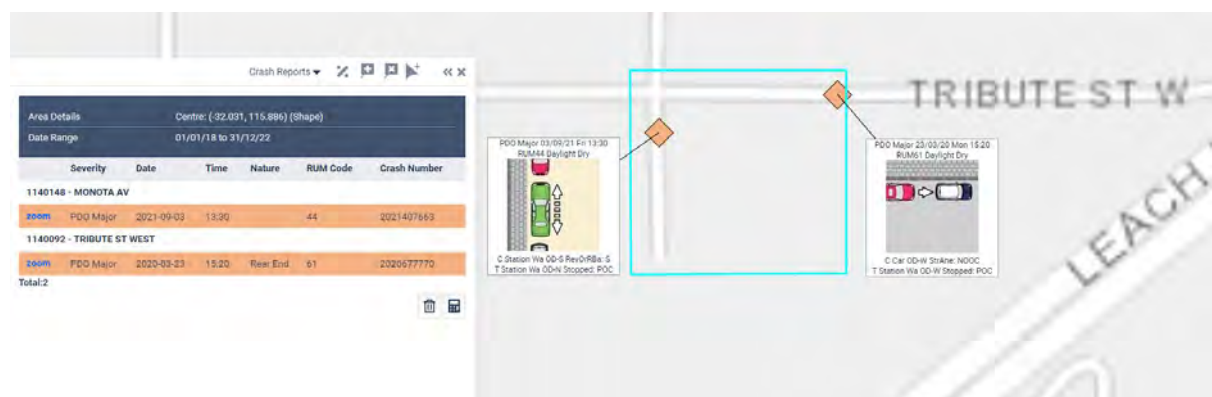 Crash Reports
Area Details Centre: (-32.031, 115.886) (Shape)
Date Range 01/01/18 to 31/12/22
Severity Date Time Nature RUM Code Crash Number
1140148 - MONOTA AV
zoom PDO Major 2021-09-03 13:30 44 2021407663
1140092 - TRIBUTE ST WEST
zoom PDO Major 2020-03-23 15:20 Rear End 61 2020677770
Total:2
PDO Major 03/09/21 Fri 13:30
RUM44 Daylight Dry
C Station Wa OD-S RevOrRBa: S
T Station Wa OD-N Stopped: POC
PDO Major 23/03/20 Mon 15:20
RUM61 Daylight Dry
C Car OD-W StrAhe: NOOC
T Station Wa OD-W Stopped: POC
TRIBUTE ST W
LEACH